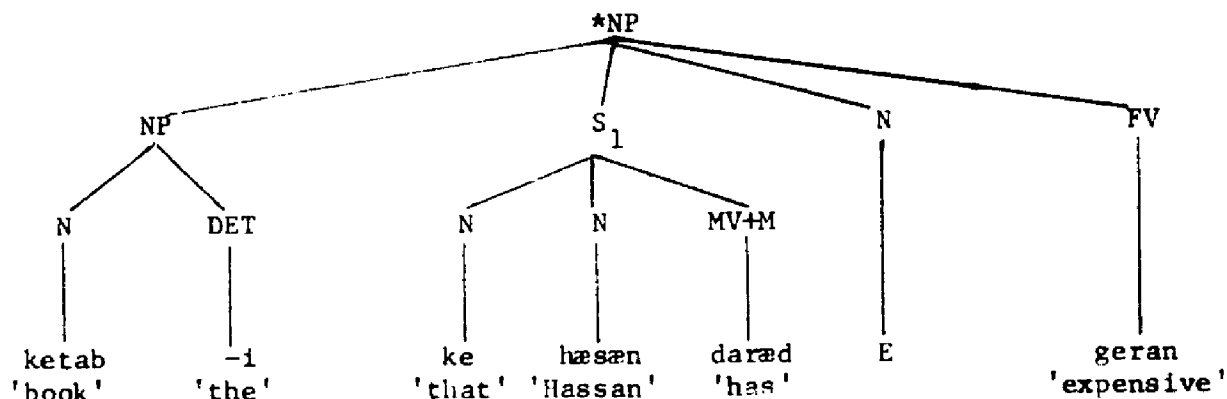 *NP
NP S1 N FV
N DET N N MV+M
ketab -i ke hæsæn daræd E geran
'book' 'the' 'that' 'Hassan' 'has' 'expensive'